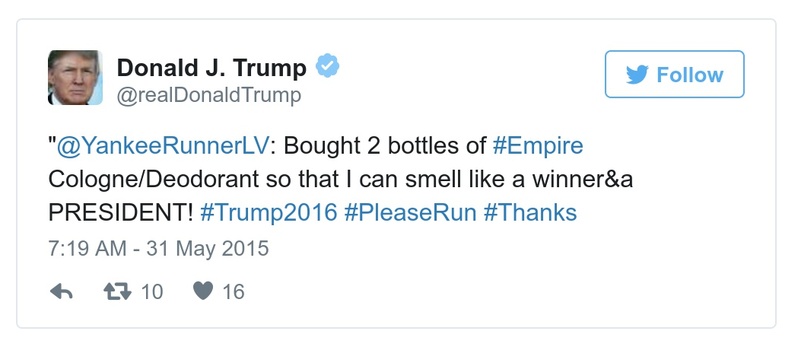 Donald J. Trump
@realDonaldTrump
Follow
"@YankeeRunnerLV: Bought 2 bottles of #Empire
Cologne/Deodorant so that I can smell like a winner&a
PRESIDENT! #Trump2016 #PleaseRun #Thanks
7:19 AM - 31 May 2015
10 16